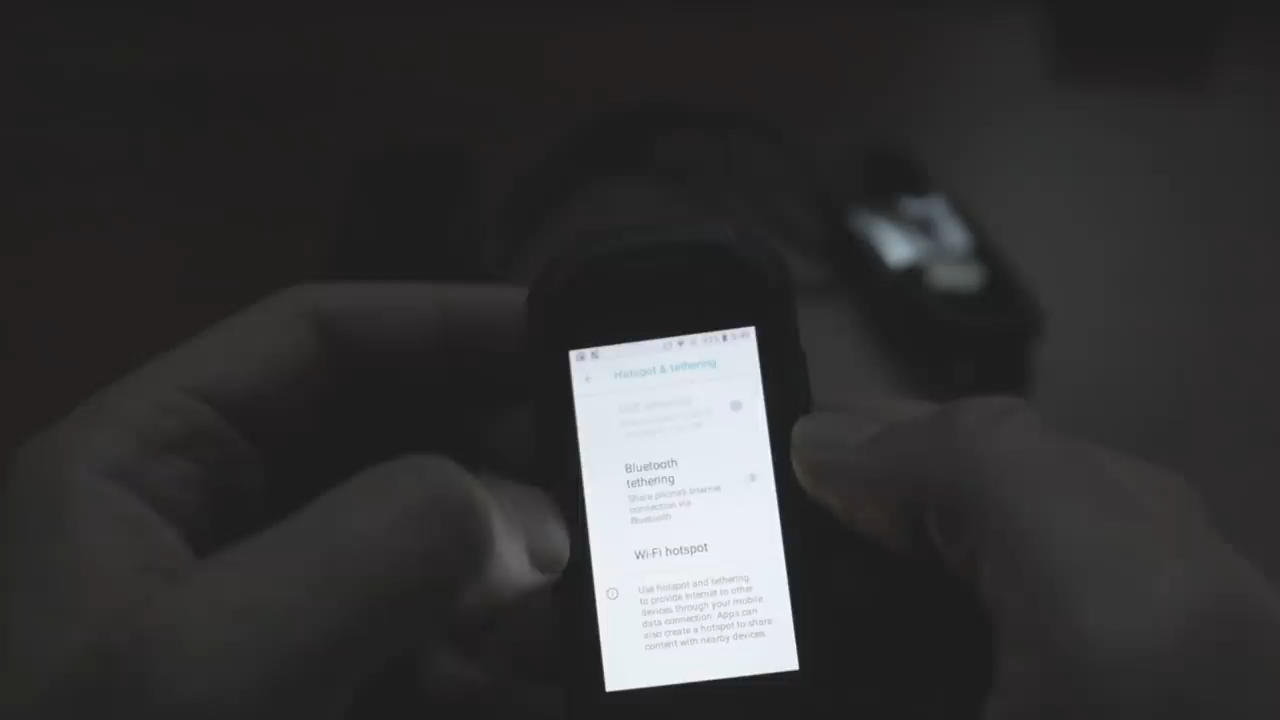 Hotspot & tethering
Bluetooth
tethering
Share phone's internet
connection via
Bluetooth
Wi-Fi hotspot
Use hotspot and tethering
to provide internet to other
devices through your mobile
data connection. Apps can
also create a hotspot to share
content with nearby devices.